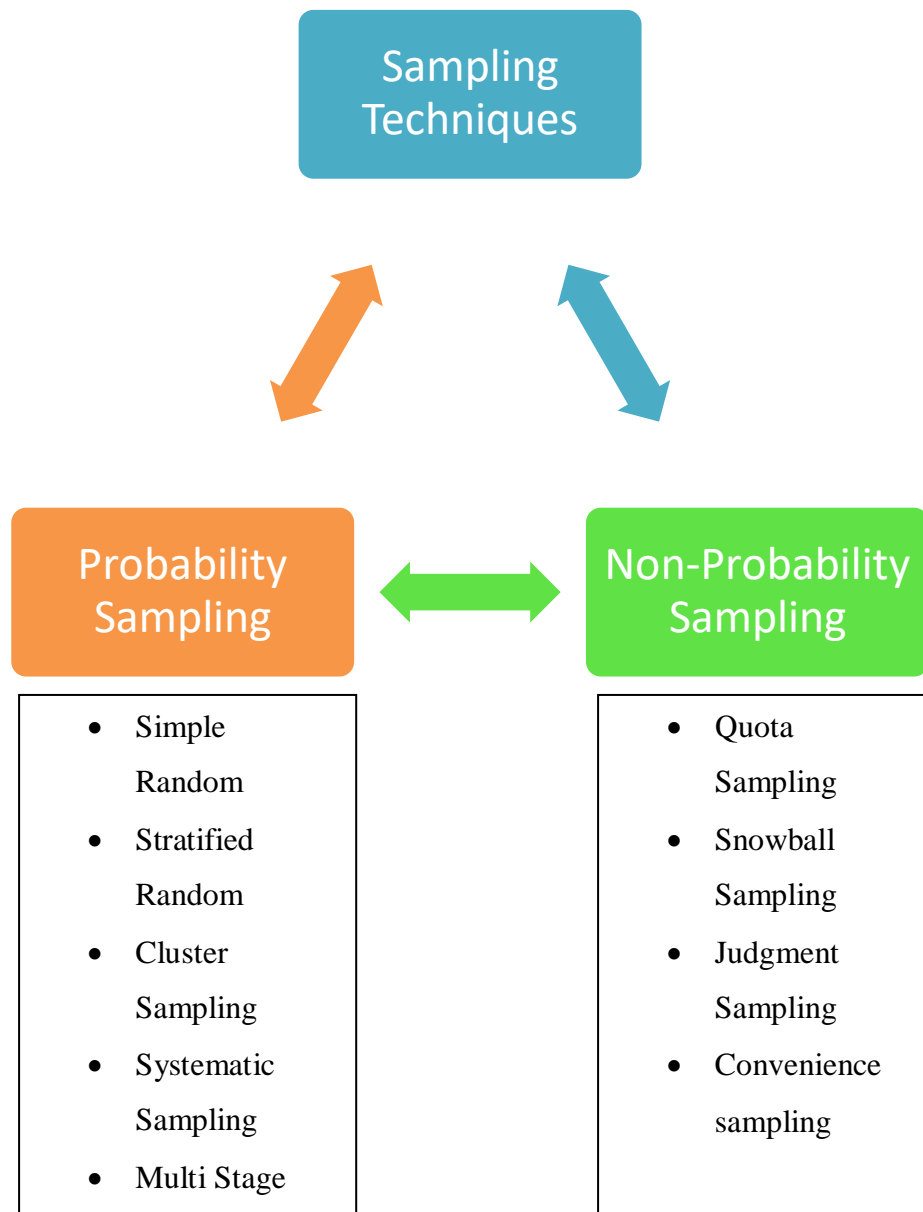 Sampling
Techniques
Probability
Sampling
Non-Probability
Sampling
• Simple
Random
• Stratified
Random
• Cluster
Sampling
• Systematic
Sampling
• Multi Stage
• Quota
Sampling
• Snowball
Sampling
• Judgment
Sampling
• Convenience
sampling